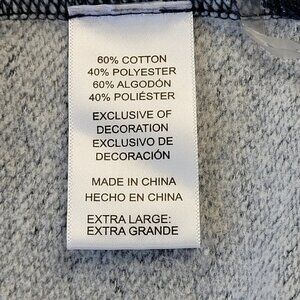 60% COTTON
40% POLYESTER
60% ALGODÓN
40% POLIÉSTER
EXCLUSIVE OF
DECORATION
EXCLUSIVO DE
DECORACIÓN
MADE IN CHINA
HECHO EN CHINA
EXTRA LARGE:
EXTRA GRANDE